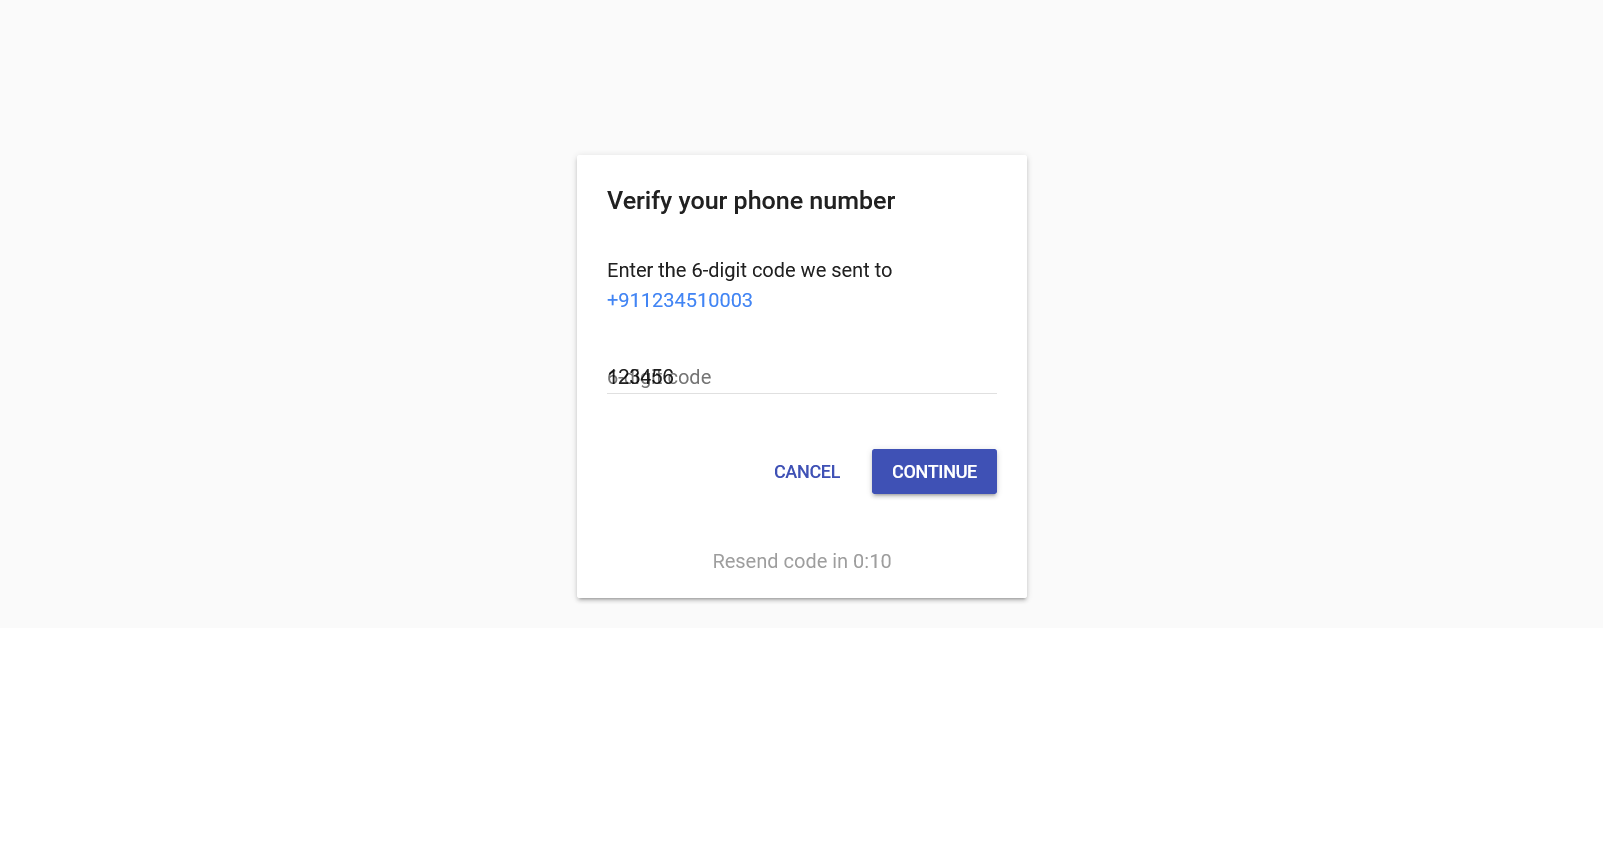 Verify your phone number
Enter the 6-digit code we sent to
+911234510003
123456
6-digit code
CANCEL
CONTINUE
Resend code in 0:10